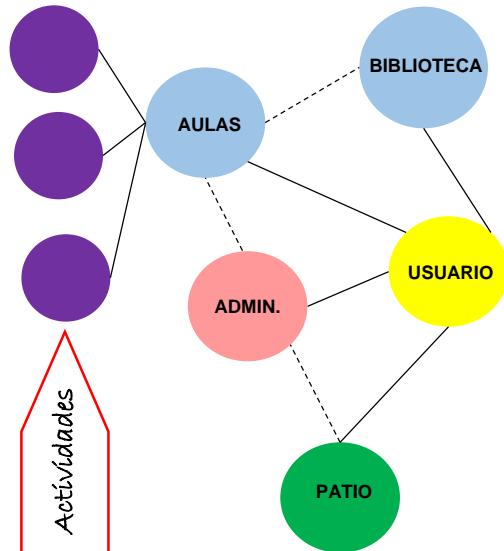 BIBLIOTECA
AULAS
USUARIO
ADMIN.
PATIO
Actividades